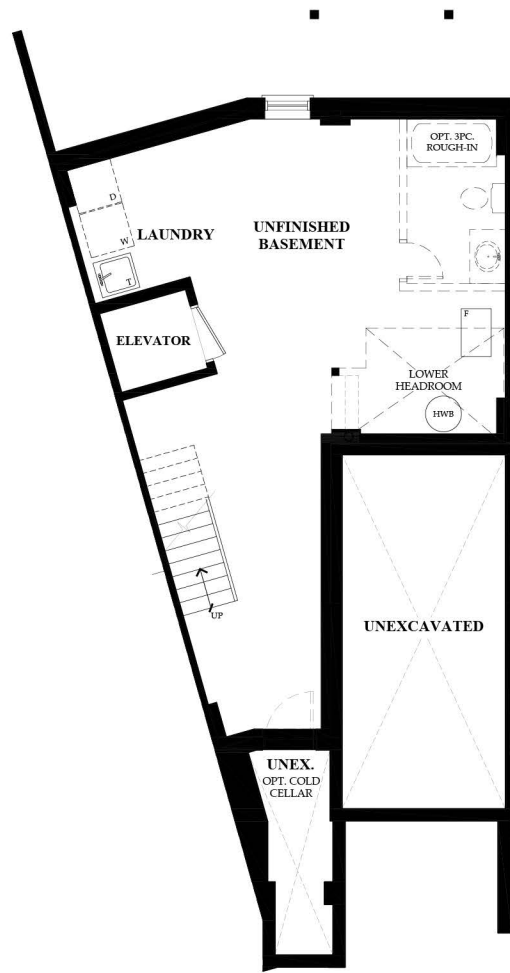 OPT. 3PC.
ROUGH-IN
D
W
T
LAUNDRY
UNFINISHED
BASEMENT
ELEVATOR
F
LOWER
HEADROOM
HWB
UP
UNEXCAVATED
UNEX.
OPT. COLD
CELLAR